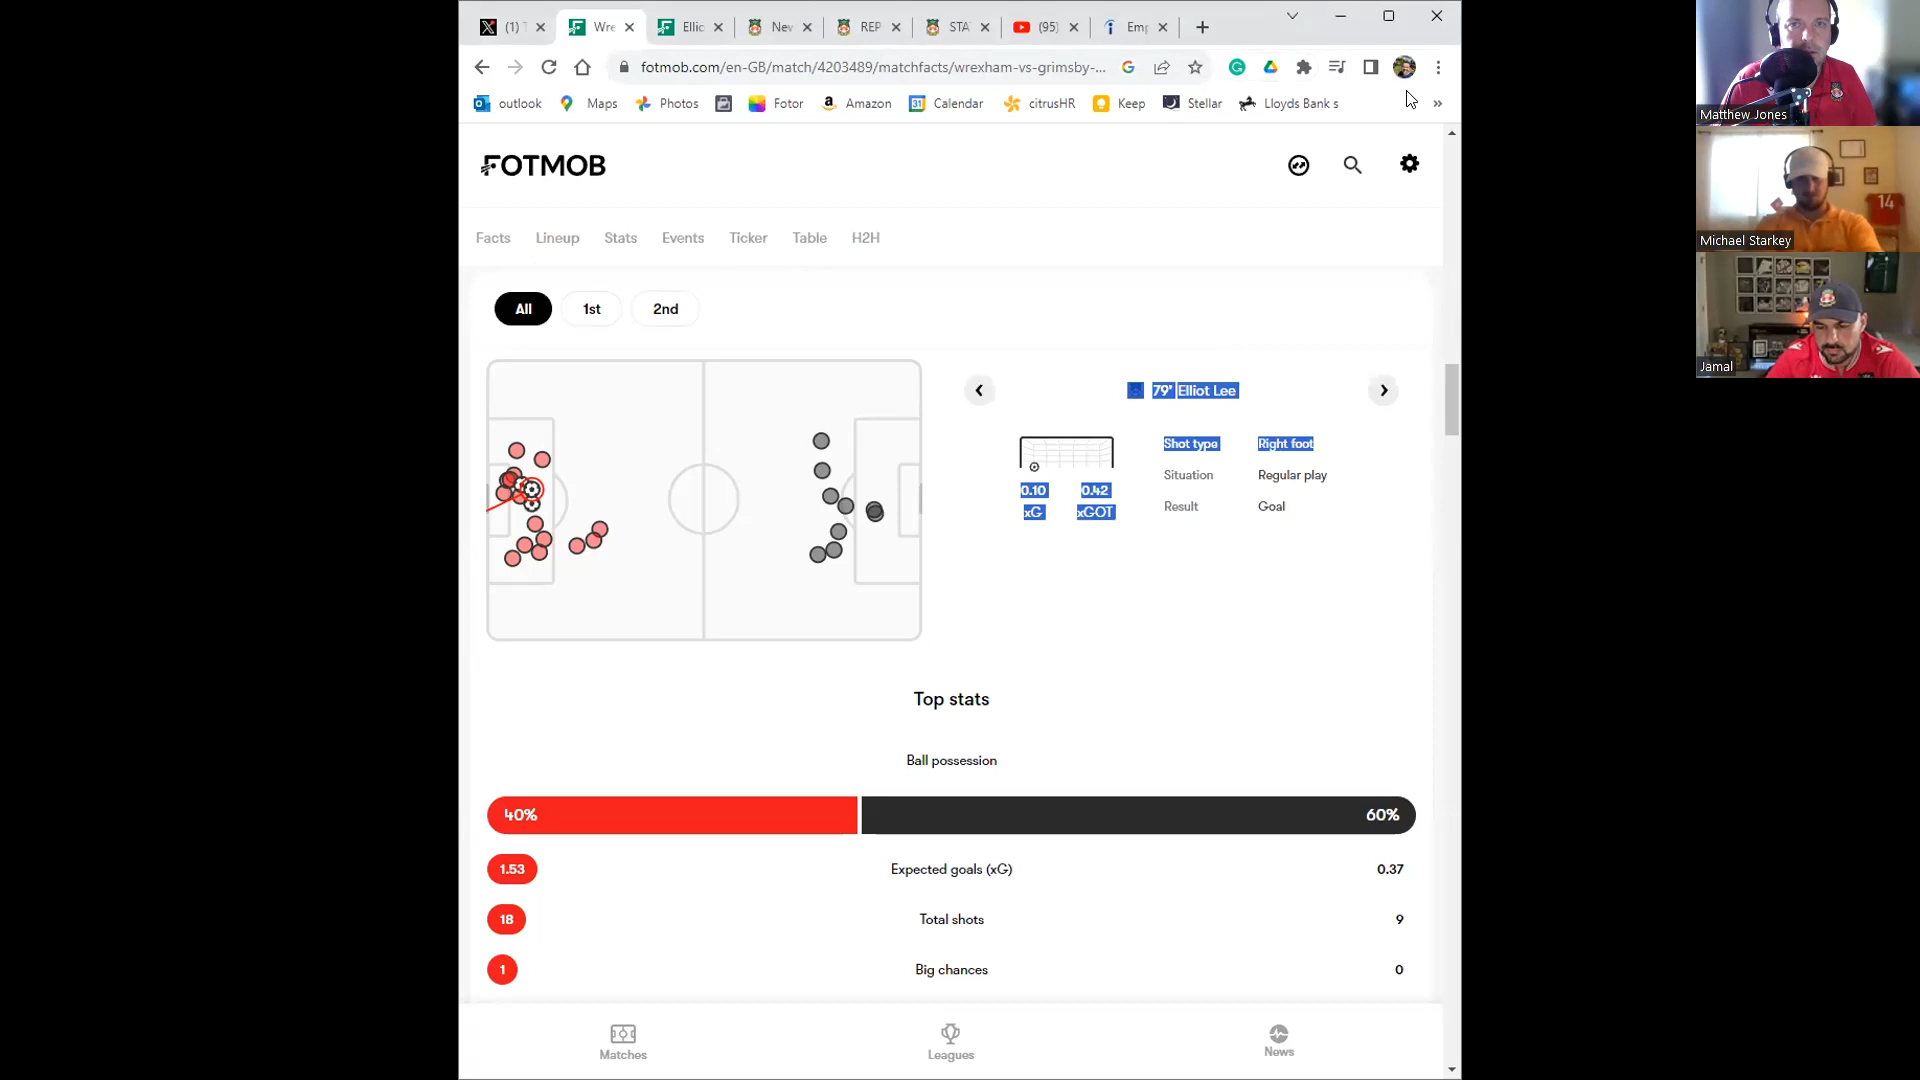 (1) T
Wre
Ellic
Nev
REP
STA
(95)
Emp
fotmob.com/en-GB/match/4203489/matchfacts/wrexham-vs-grimsby-...
outlook
Maps
Photos
Fotor
Amazon
Calendar
citrusHR
Keep
Stellar
Lloyds Bank s
FOTMOB
Facts
Lineup
Stats
Events
Ticker
Table
H2H
All
1st
2nd
79' Elliot Lee
Shot type Right foot
Situation Regular play
Result Goal
0.10 0.42
xG xGOT
Top stats
Ball possession
40% 60%
1.53 Expected goals (xG) 0.37
18 Total shots 9
1 Big chances 0
Matches
Leagues
News
Matthew Jones
14
Michael Starkey
Jamal